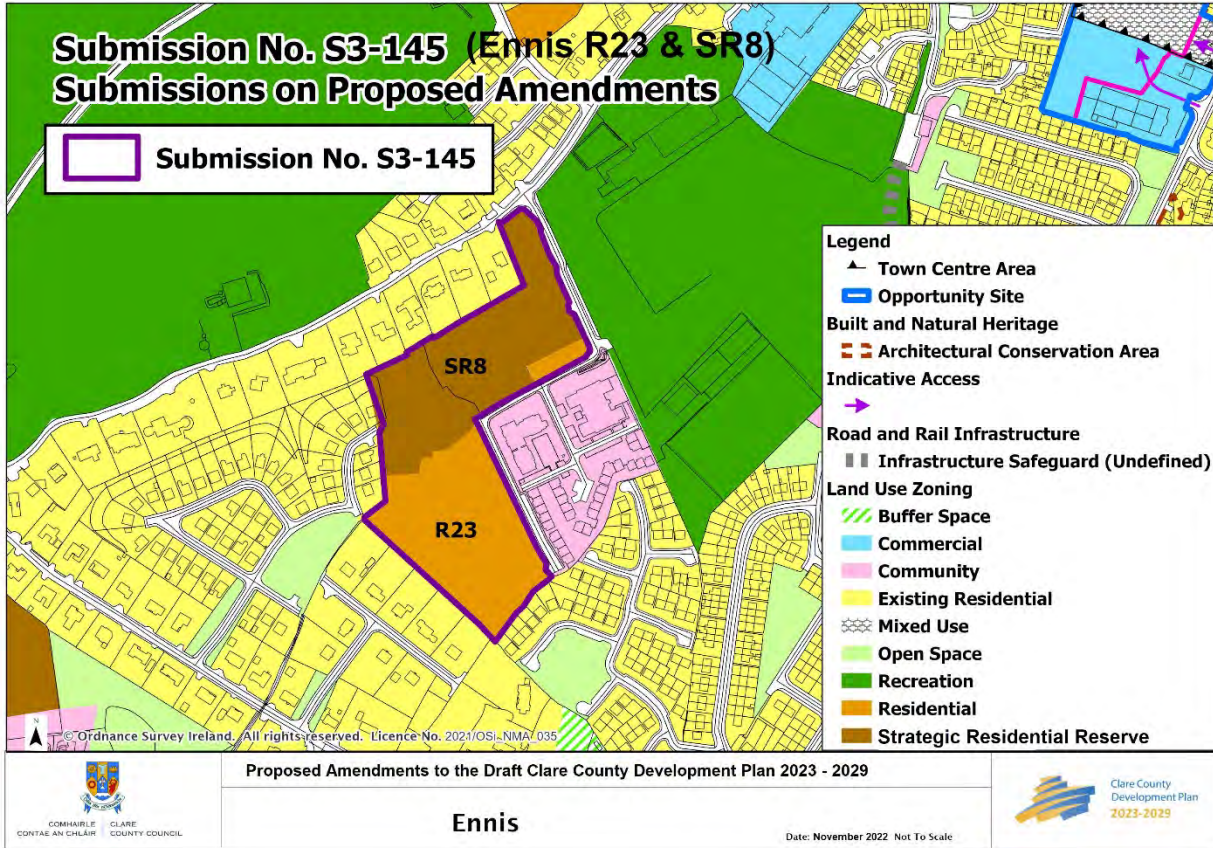 Submission No. S3-145 (Ennis R23 & SR8)
Submissions on Proposed Amendments
Submission No. S3-145
SR8
R23
Legend
Town Centre Area
Opportunity Site
Built and Natural Heritage
Architectural Conservation Area
Indicative Access
Road and Rail Infrastructure
Infrastructure Safeguard (Undefined)
Land Use Zoning
Buffer Space
Commercial
Community
Existing Residential
Mixed Use
Open Space
Recreation
Residential
Strategic Residential Reserve
N
© Ordnance Survey Ireland. All rights reserved. Licence No. 2021/OSi_NMA_035
COMHAIRLE CLARE
CONTAE AN CHLÁIR COUNTY COUNCIL
Proposed Amendments to the Draft Clare County Development Plan 2023 - 2029
Ennis
Date: November 2022 Not To Scale
Clare County
Development Plan
2023-2029